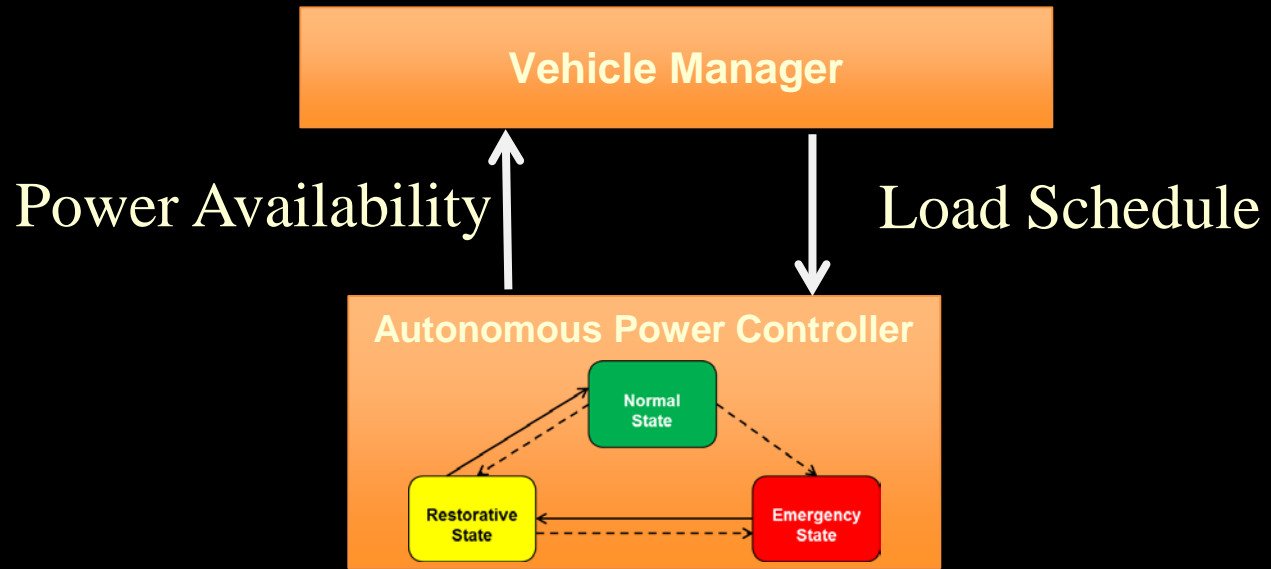 Vehicle Manager
Power Availability
Load Schedule
Autonomous Power Controller
Normal
State
Restorative
State
Emergency
State